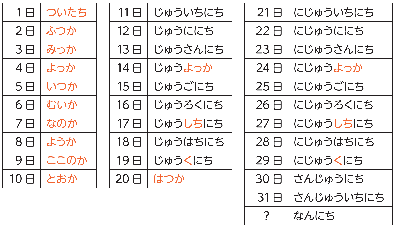 1日 ついたち
2日 ふつか
3日 みっか
4日 よっか
5日 いつか
6日 むいか
7日 なのか
8日 ようか
9日 ここのか
10日 とおか
11日 じゅういちにち
12日 じゅうににち
13日 じゅうさんにち
14日 じゅうよっか
15日 じゅうごにち
16日 じゅうろくにち
17日 じゅうしちにち
18日 じゅうはちにち
19日 じゅうくにち
20日 はつか
21日 にじゅういちにち
22日 にじゅうににち
23日 にじゅうさんにち
24日 にじゅうよっか
25日 にじゅうごにち
26日 にじゅうろくにち
27日 にじゅうしちにち
28日 にじゅうはちにち
29日 にじゅうくにち
30日 さんじゅうにち
31日 さんじゅういちにち
? なんにち